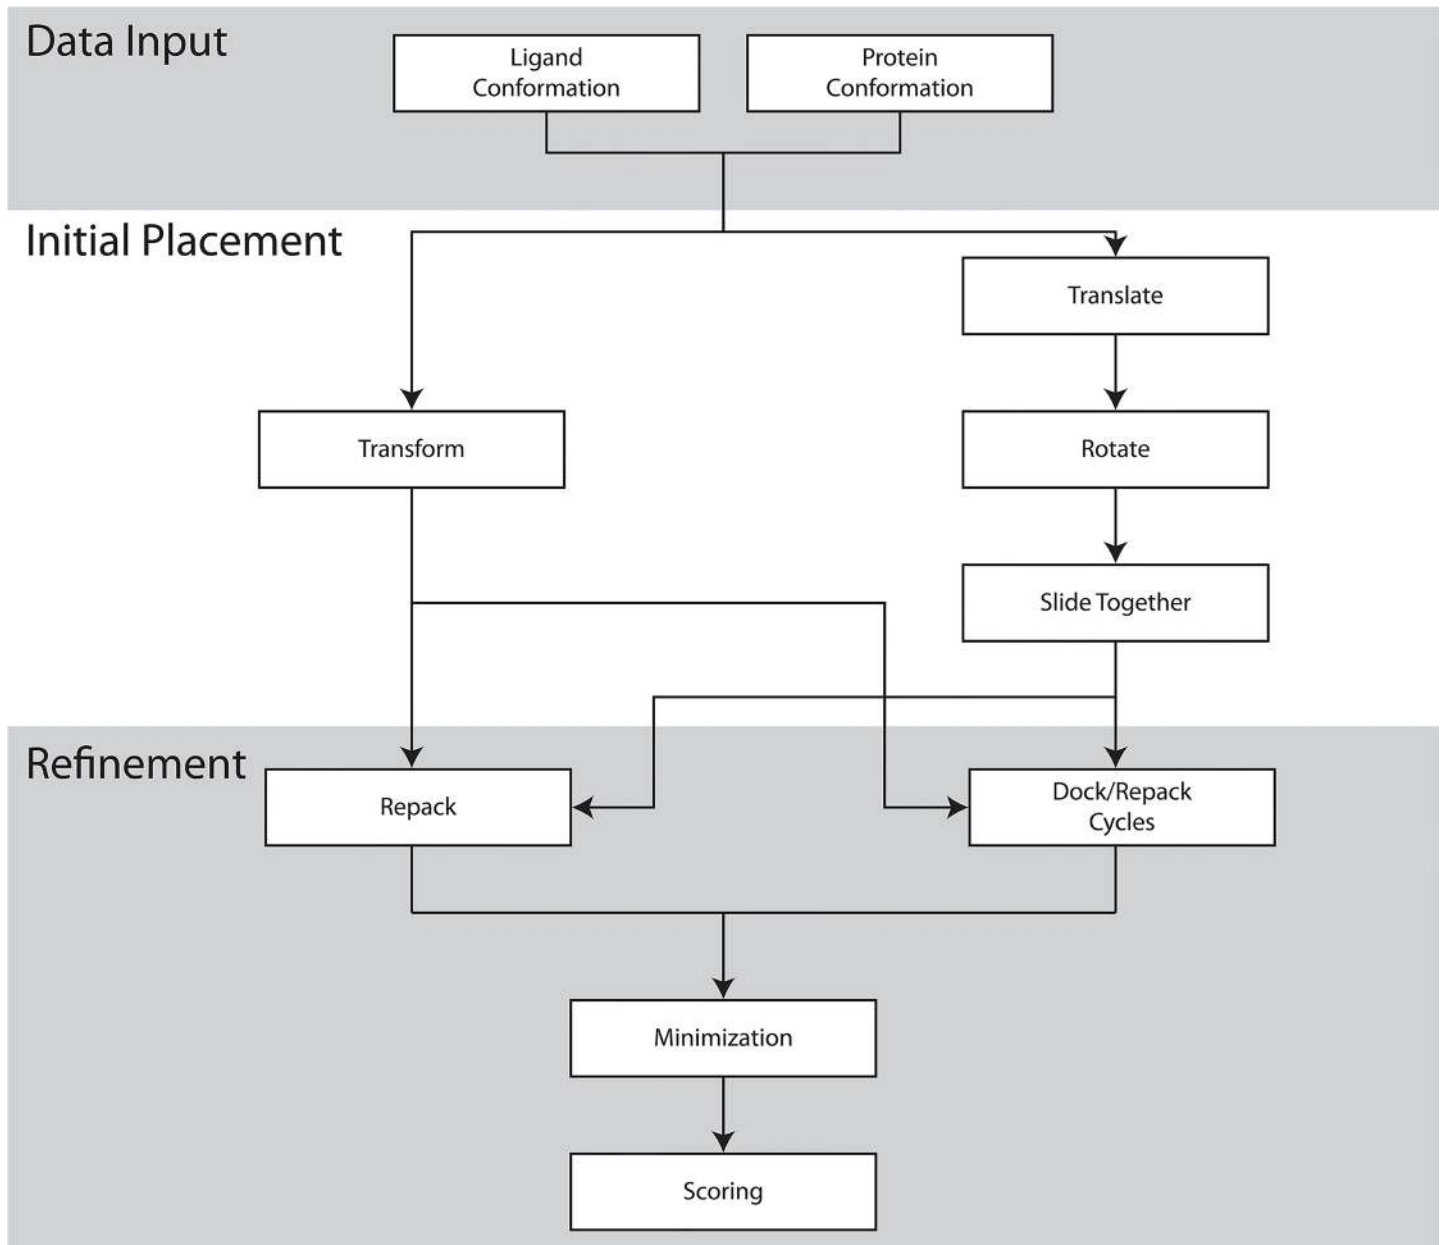 Data Input
Ligand
Conformation
Protein
Conformation
Initial Placement
Translate
Transform
Rotate
Slide Together
Refinement
Repack
Dock/Repack
Cycles
Minimization
Scoring